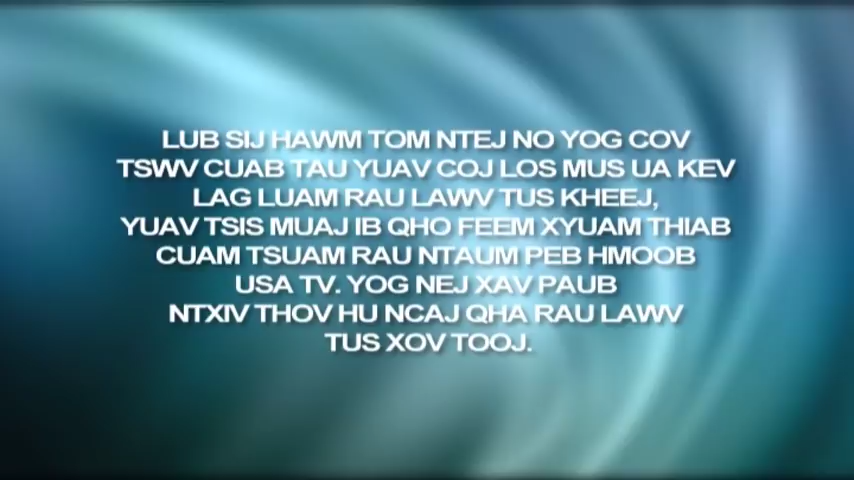 LUB SIJ HAWM TOM NTEJ NO YOG COV
TSWV CUAB TAU YUAV COJ LOS MUS UA KEV
LAG LUAM RAU LAWV TUS KHEEJ,
YUAV TSIS MUAJ IB QHO FEEM XYUAM THIAB
CUAM TSUAM RAU NTAUM PEB HMOOB
USA TV. YOG NEJ XAV PAUB
NTXIV THOV HU NCAJ QHA RAU LAWV
TUS XOV TOOJ.